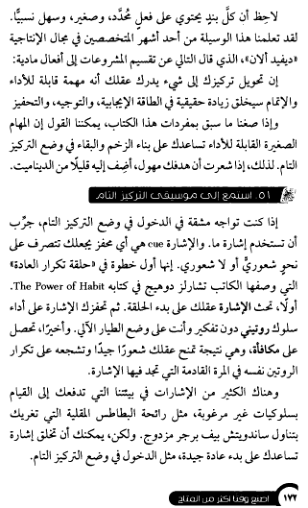 لاحِظ أن كلَّ بندٍ يحتوي على فعلٍ محُدَّد، وصغير، وسهل نسبيًّا.
لقد تعلمنا هذا الوسيلة من أحد أشهر المتخصصين في مجال الإنتاجية
«ديفيد ألان»، الذي قال التالي عن تقسيم المشروعات إلى أفعال مادية:
إن تحويل تركيزك إلى شيء يدرك عقلك أنه مهمة قابلة للأداء
والإتمام سيخلق زيادة حقيقية في الطاقة الإيجابية، والتوجيه، والتحفيز
وإذا صغنا ما سبق بمفردات هذا الكتاب، يمكننا القول إن المهام
الصغيرة القابلة للأداء تساعدك على بناء الزخم والبقاء في وضع التركيز
التام. لذلك، إذا شعرت أن هدفك مهول، أضِف إليه قليلًا من الديناميت.
٥١. استمع إلى موسيقى التركيز التام
إذا كنت تواجه مشقة في الدخول في وضع التركيز التام، جرِّب
أن تستخدم إشارة ما. والإشارة cue هي أي محفز يجعلك تتصرف على
نحوٍ شعوريٍّ أو لا شعوري. إنها أول خطوة في «حلقة تكرار العادة»
التي وصفها الكاتب تشارلز دوهيج في كتابه The Power of Habit.
أولًا، تحث الإشارة عقلك على بدء الحلقة. ثم تحفزك الإشارة على أداء
سلوك روتيني دون تفكير وأنت على وضع الطيار الآلي. وأخيرًا، تحصل
على مكافأة، وهي نتيجة تمنح عقلك شعورًا جيدًا وتشجعه على تكرار
الروتين نفسه في المرة القادمة التي تجد فيها الإشارة.
وهناك الكثير من الإشارات في بيئتنا التي تدفعك إلى القيام
بسلوكيات غير مرغوبة، مثل رائحة البطاطس المقلية التي تغريك
بتناول ساندويتش بيف برجر مزدوج. ولكن، يمكنك أن تخلق إشارة
تساعدك على بدء عادة جيدة، مثل الدخول في وضع التركيز التام.
١٧٢ اصنع وقتًا أكثر من المتاح